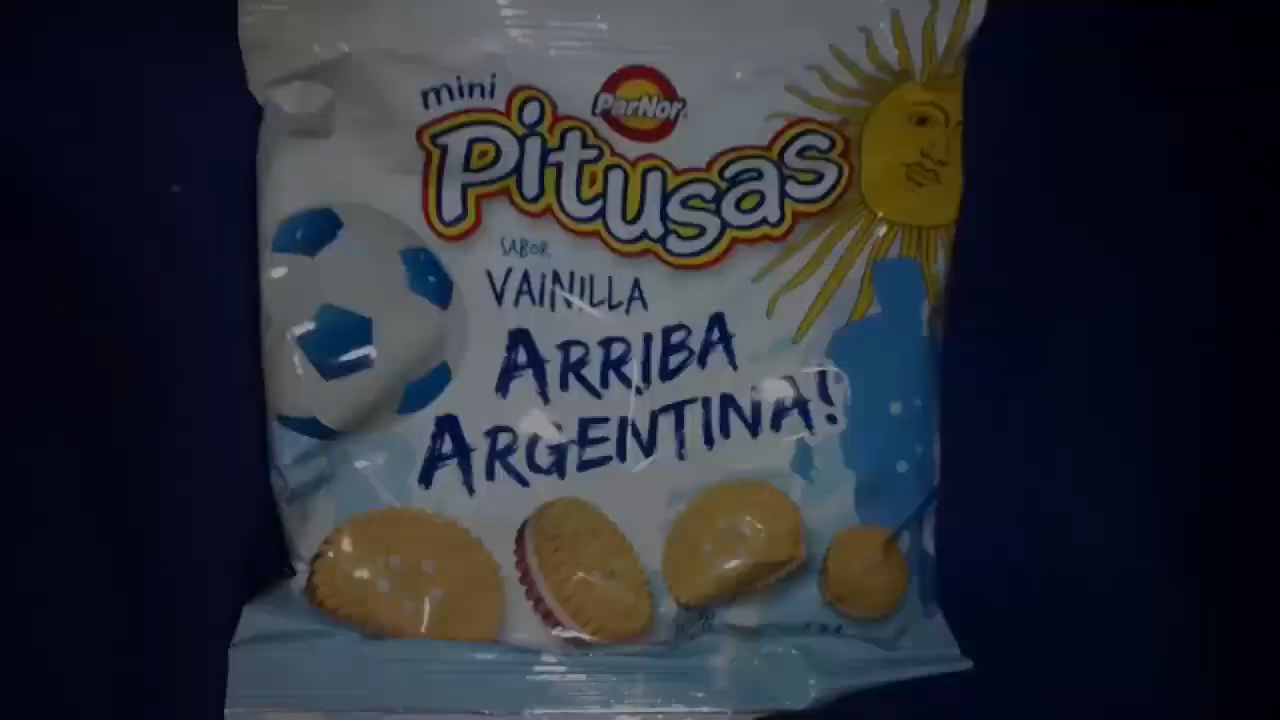 mini
ParNor
Pitusas
SABOR
VAINILLA
ARRIBA
ARGENTINA!